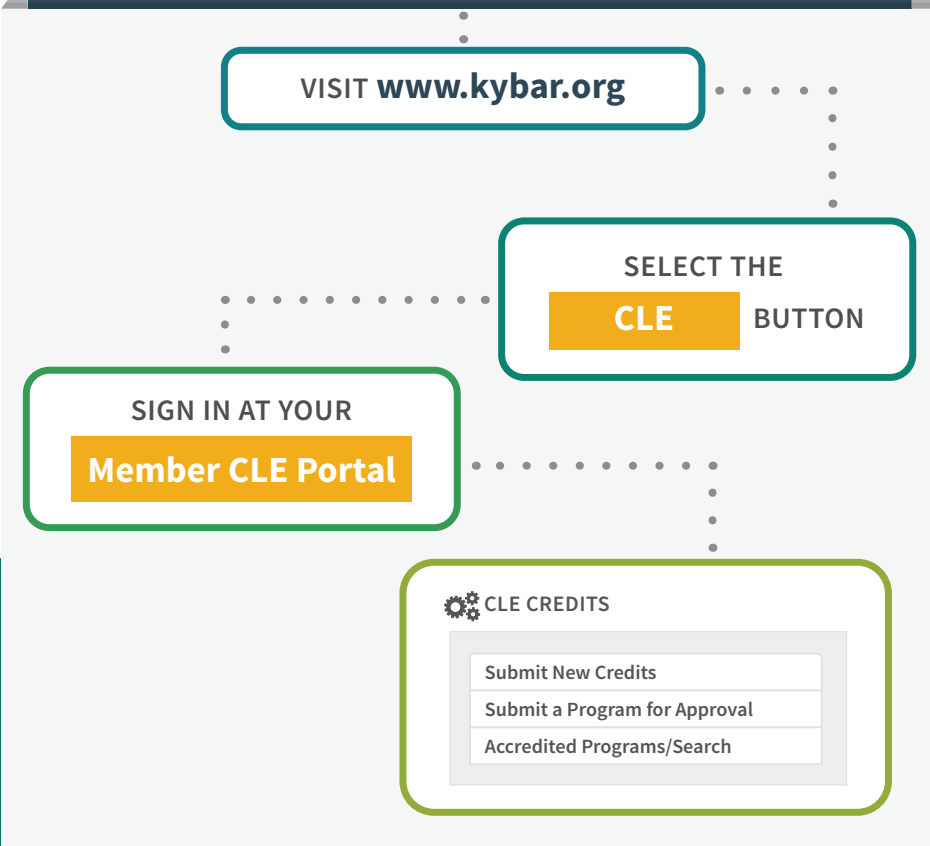 VISIT www.kybar.org
SELECT THE
CLE BUTTON
SIGN IN AT YOUR
Member CLE Portal
CLE CREDITS
Submit New Credits
Submit a Program for Approval
Accredited Programs/Search